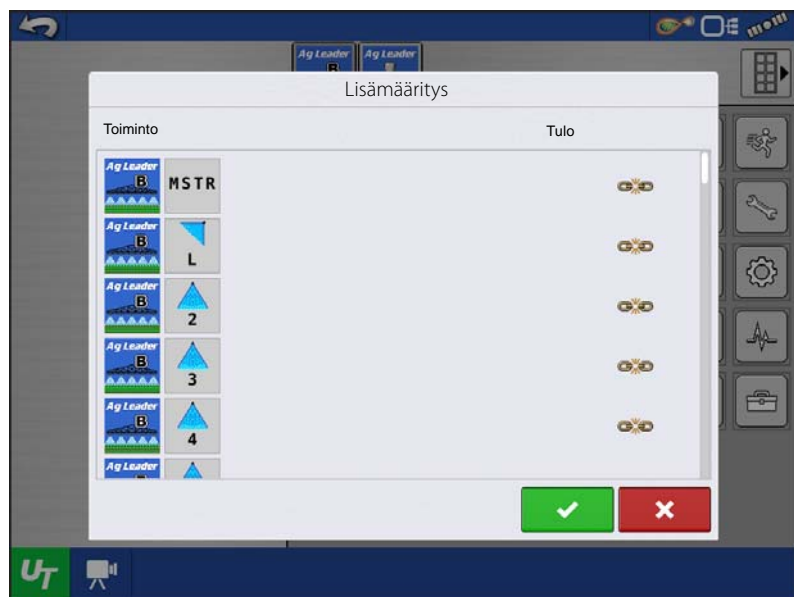 Ag Leader Ag Leader
B
Lisämääritys
Toiminto Tulo
Ag Leader
B MSTR
Ag Leader
B L
Ag Leader
B 2
Ag Leader
B 3
Ag Leader
B 4
Ag Leader
UT